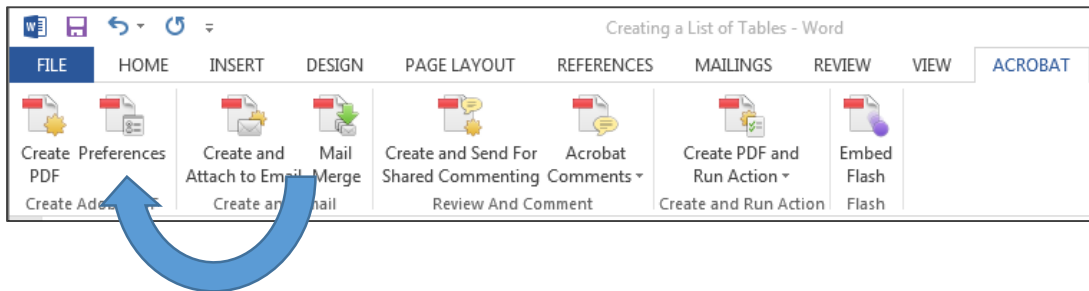 Creating a List of Tables - Word
FILE HOME INSERT DESIGN PAGE LAYOUT REFERENCES MAILINGS REVIEW VIEW ACROBAT
Create Preferences Create and Mail Create and Send For Acrobat Create PDF and Embed
PDF Attach to Email Merge Shared Commenting Comments Run Action Flash
Create Create Review And Comment Create and Run Action Flash